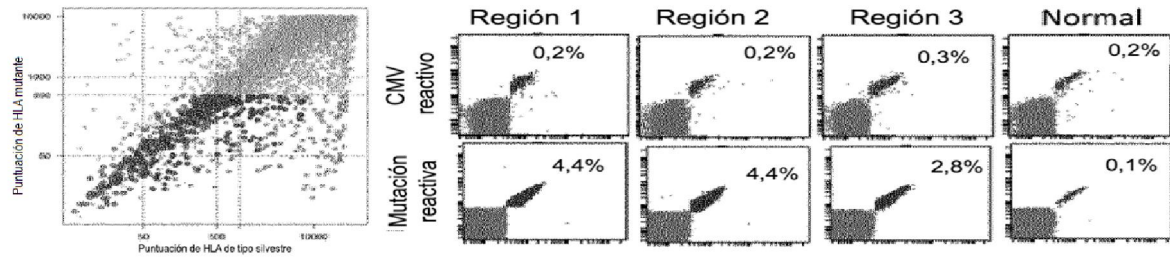 10000
1000
500
50
Puntuación de HLA mutante
50
500
10000
Puntuación de HLA de tipo silvestre
Región 1
Región 2
Región 3
Normal
CMV
reactivo
0,2%
0,2%
0,3%
0,2%
Mutación
reactiva
4,4%
4,4%
2,8%
0,1%